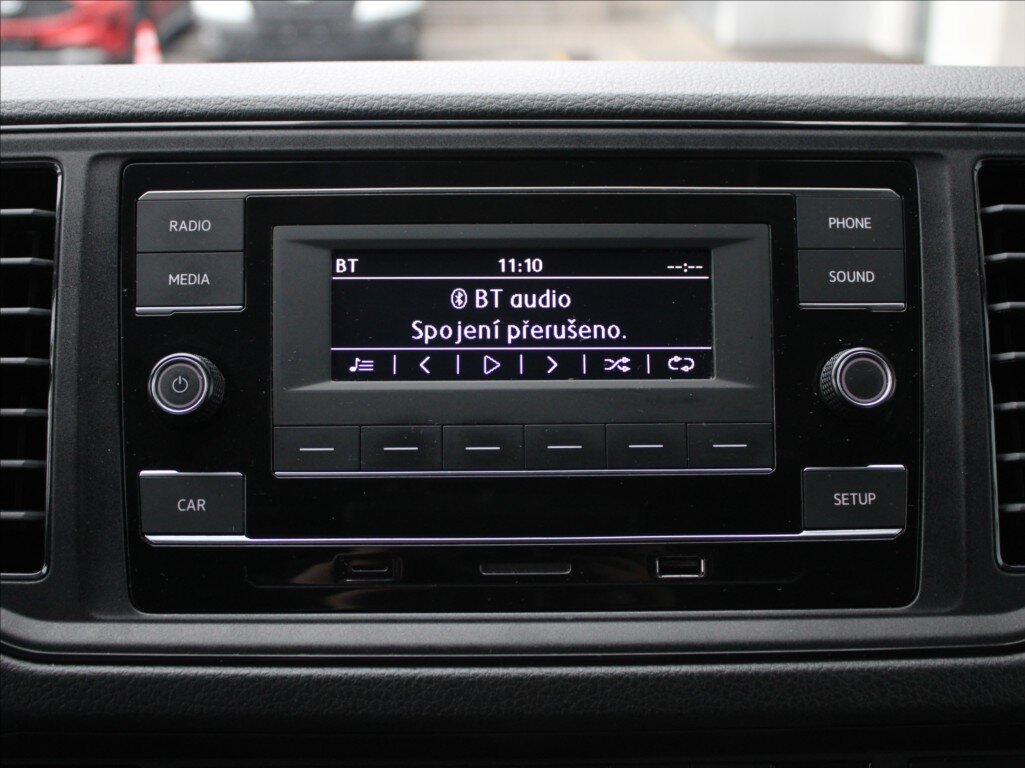 RADIO
MEDIA
BT 11:10 --:--
BT audio
Spojení přerušeno.
PHONE
SOUND
CAR
SETUP